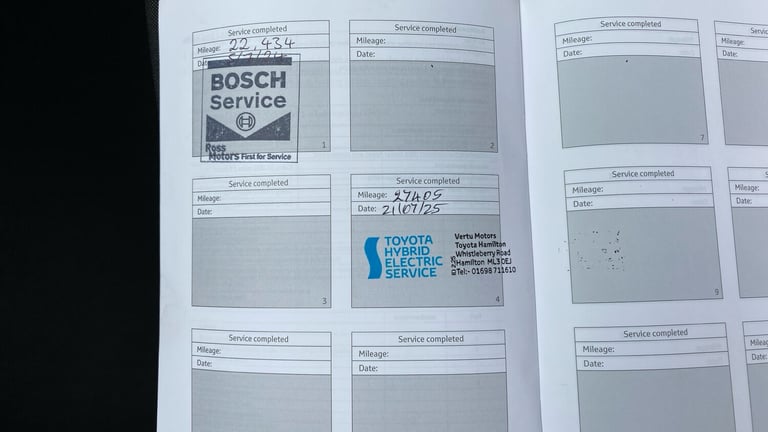 Service completed
Mileage: 22,434
Date:
BOSCH
Service
Ross
Motors First for Service
1
Service completed
Mileage:
Date:
2
Service completed
Mileage:
Date:
7
Service completed
Mileage:
Date:
3
Service completed
Mileage: 27405
Date: 21/07/25
TOYOTA
HYBRID
ELECTRIC
SERVICE
Vertu Motors
Toyota Hamilton
Whistleberry Road
Hamilton ML3 0EJ
Tel:- 01698 711610
4
Service completed
Mileage:
Date:
9
Service completed
Mileage:
Date:
Service completed
Mileage:
Date:
Service completed
Mileage:
Date: